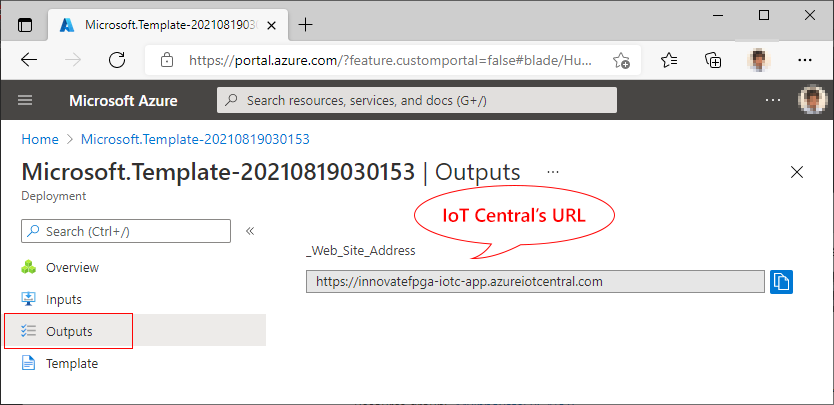 Microsoft.Template-20210819030153
https://portal.azure.com/?feature.customportal=false#blade/Hu...
Microsoft Azure
Search resources, services, and docs (G+/)
Home > Microsoft.Template-20210819030153
Microsoft.Template-20210819030153 | Outputs ...
Deployment
IoT Central's URL
Search (Ctrl+/) «
_Web_Site_Address
Overview
https://innovatefpga-iotc-app.azureiotcentral.com
Inputs
Outputs
Template